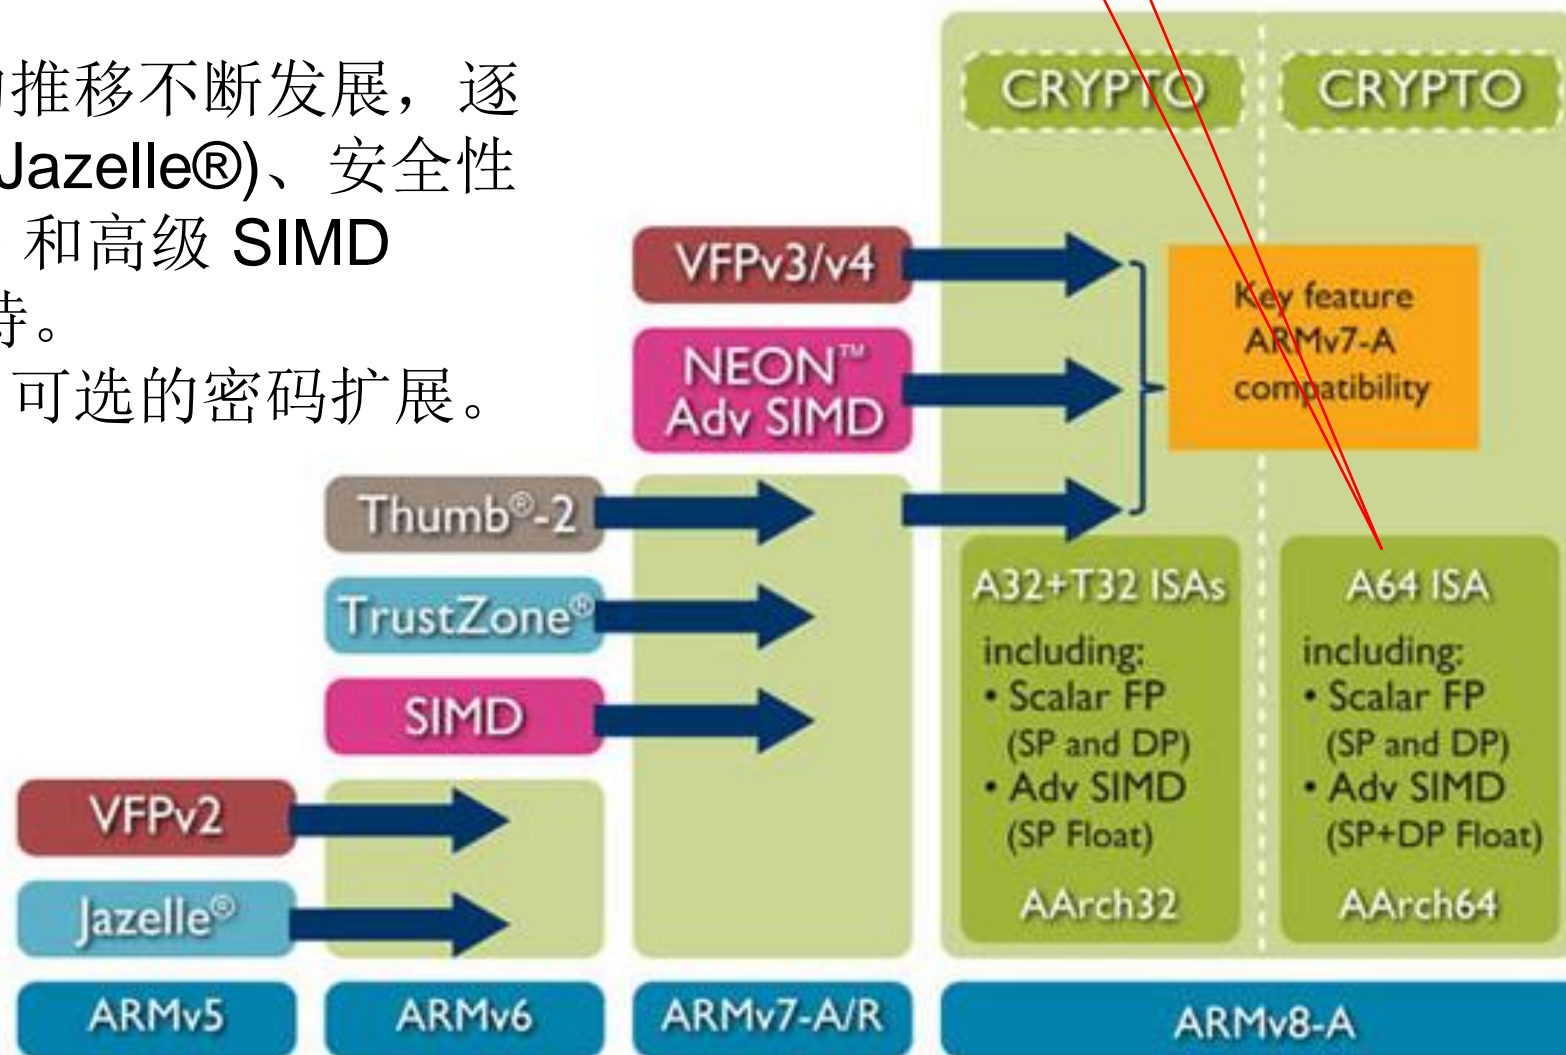 推移不断发展，逐
Jazelle®)、安全性
和高级 SIMD
持。
可选的密码扩展。
CRYPTO
CRYPTO
VFPv3/v4
NEON™
Adv SIMD
Key feature
ARMv7-A
compatibility
Thumb®-2
TrustZone®
SIMD
A32+T32 ISAs
including:
• Scalar FP
(SP and DP)
• Adv SIMD
(SP Float)
AArch32
A64 ISA
including:
• Scalar FP
(SP and DP)
• Adv SIMD
(SP+DP Float)
AArch64
VFPv2
Jazelle®
ARMv5
ARMv6
ARMv7-A/R
ARMv8-A